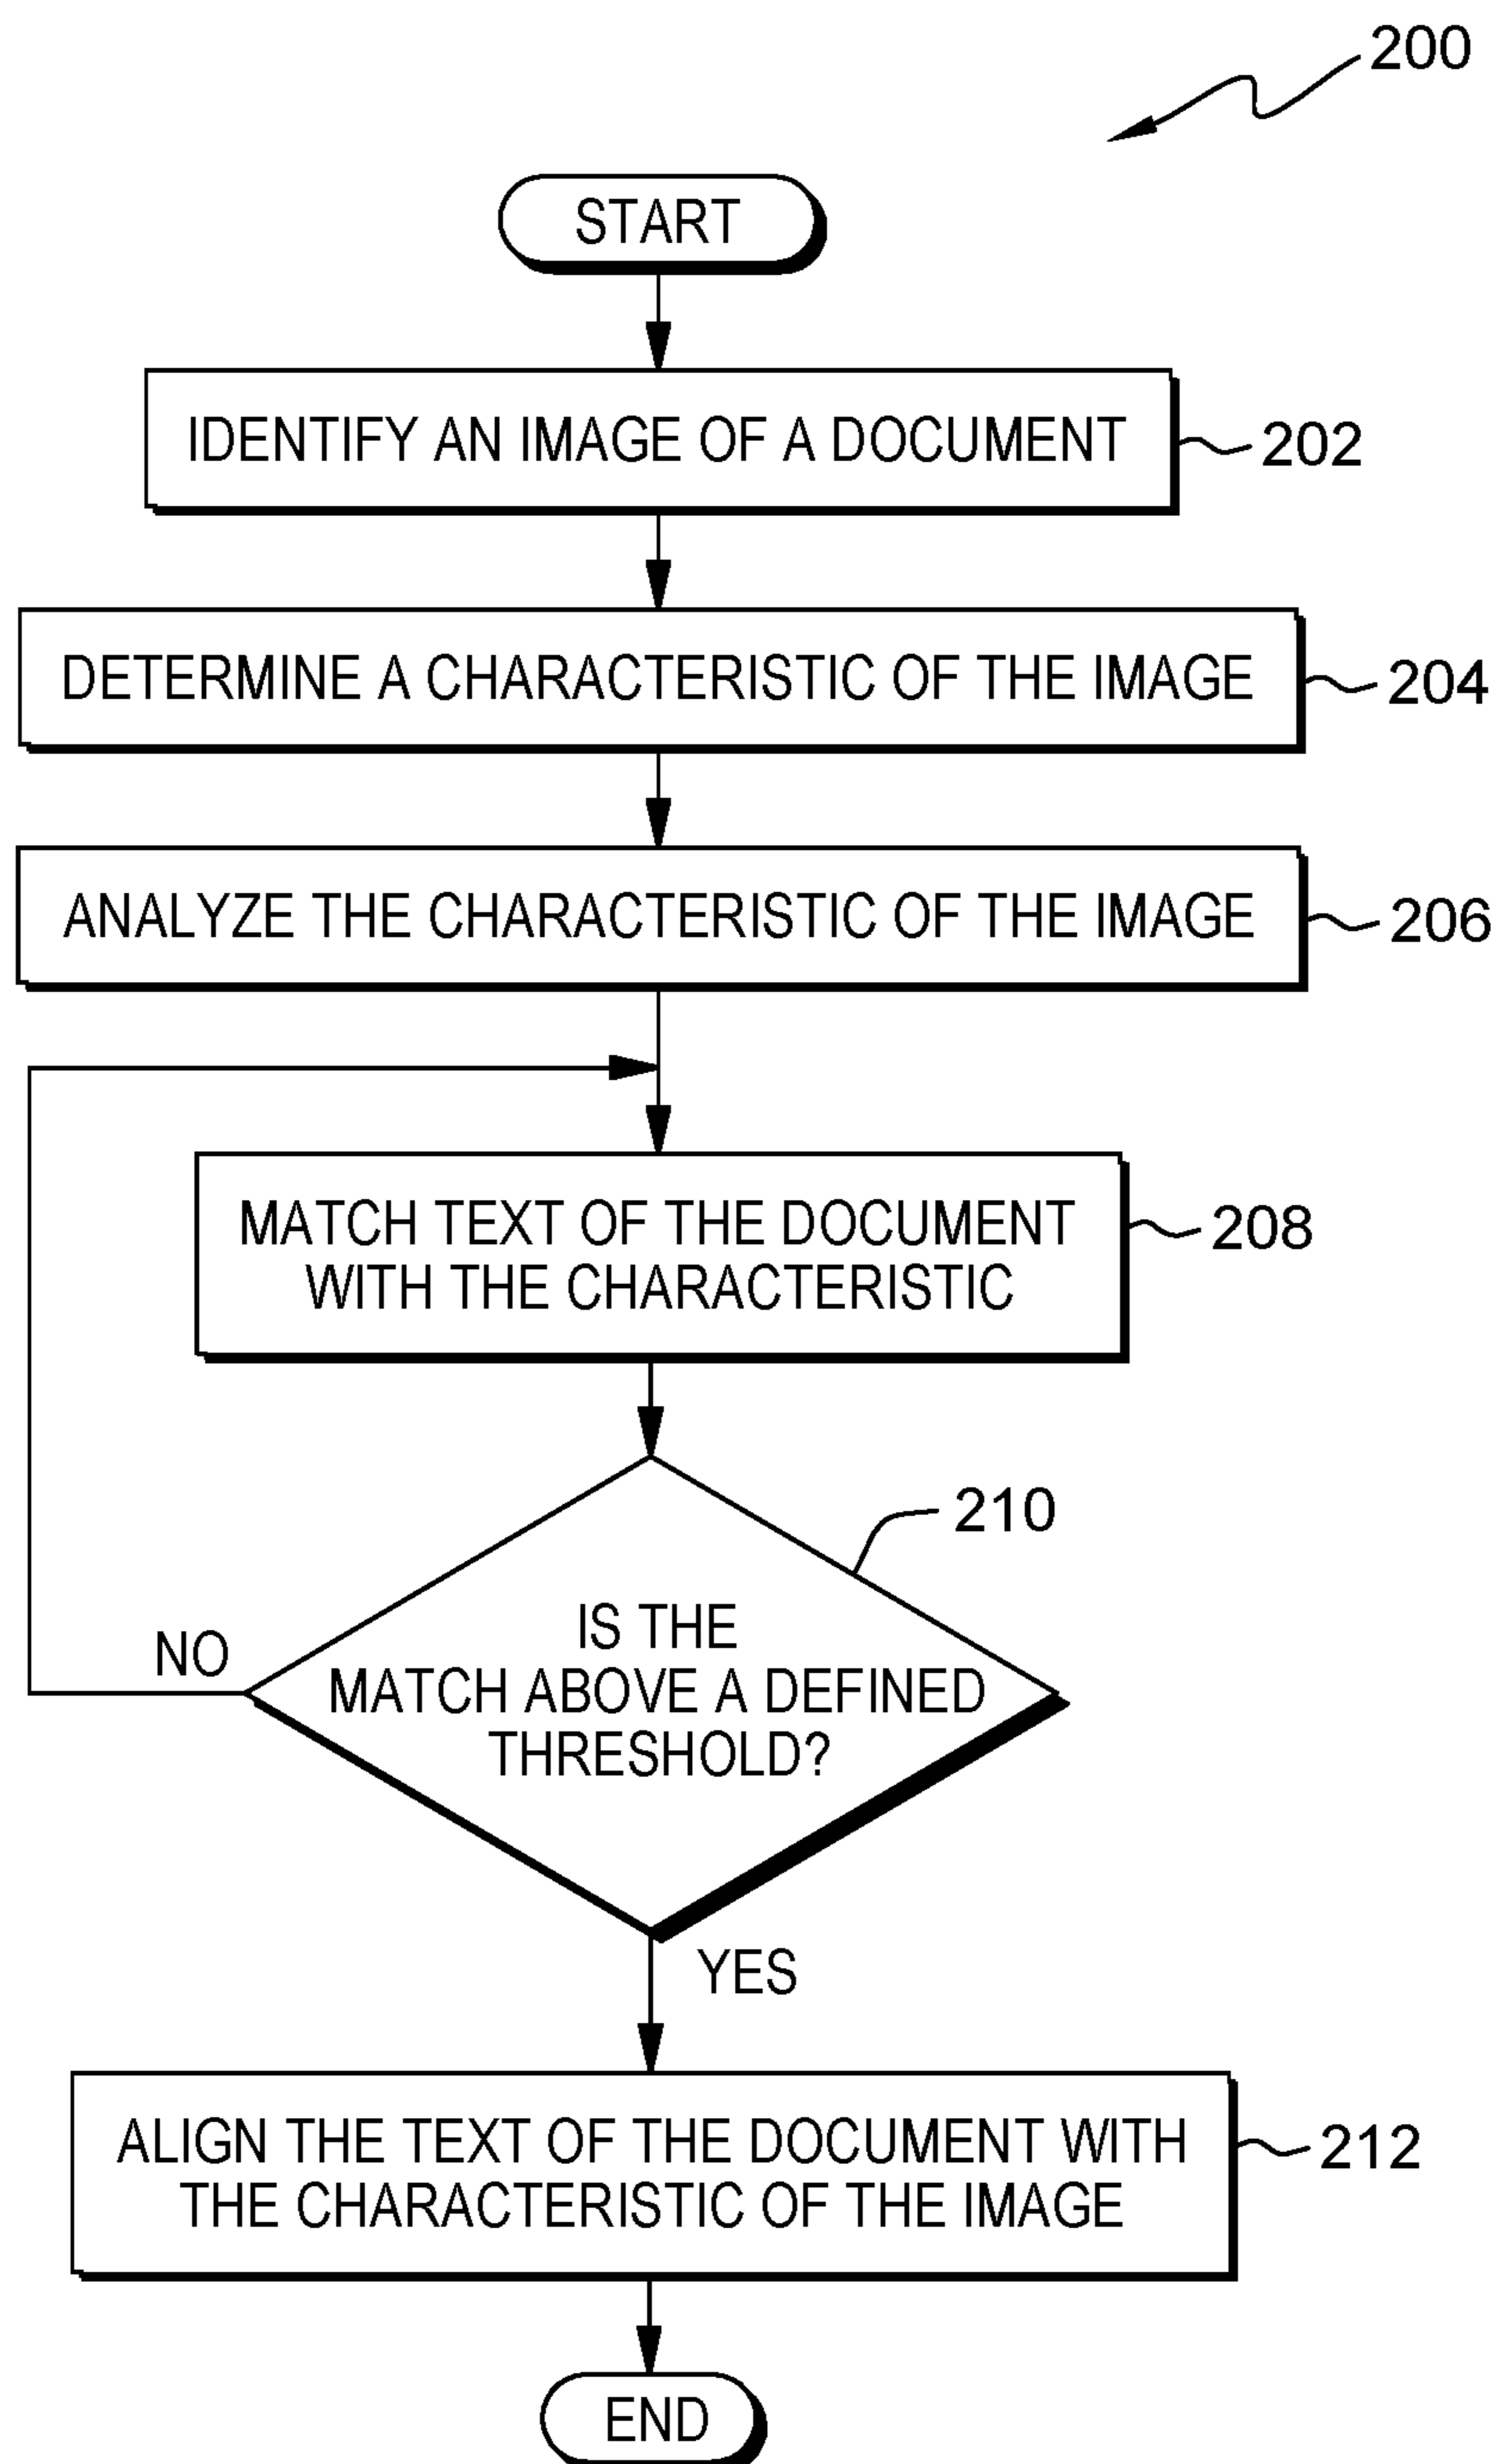 200
START
IDENTIFY AN IMAGE OF A DOCUMENT
202
DETERMINE A CHARACTERISTIC OF THE IMAGE
204
ANALYZE THE CHARACTERISTIC OF THE IMAGE
206
MATCH TEXT OF THE DOCUMENT
WITH THE CHARACTERISTIC
208
210
IS THE
MATCH ABOVE A DEFINED
THRESHOLD?
NO
YES
ALIGN THE TEXT OF THE DOCUMENT WITH
THE CHARACTERISTIC OF THE IMAGE
212
END